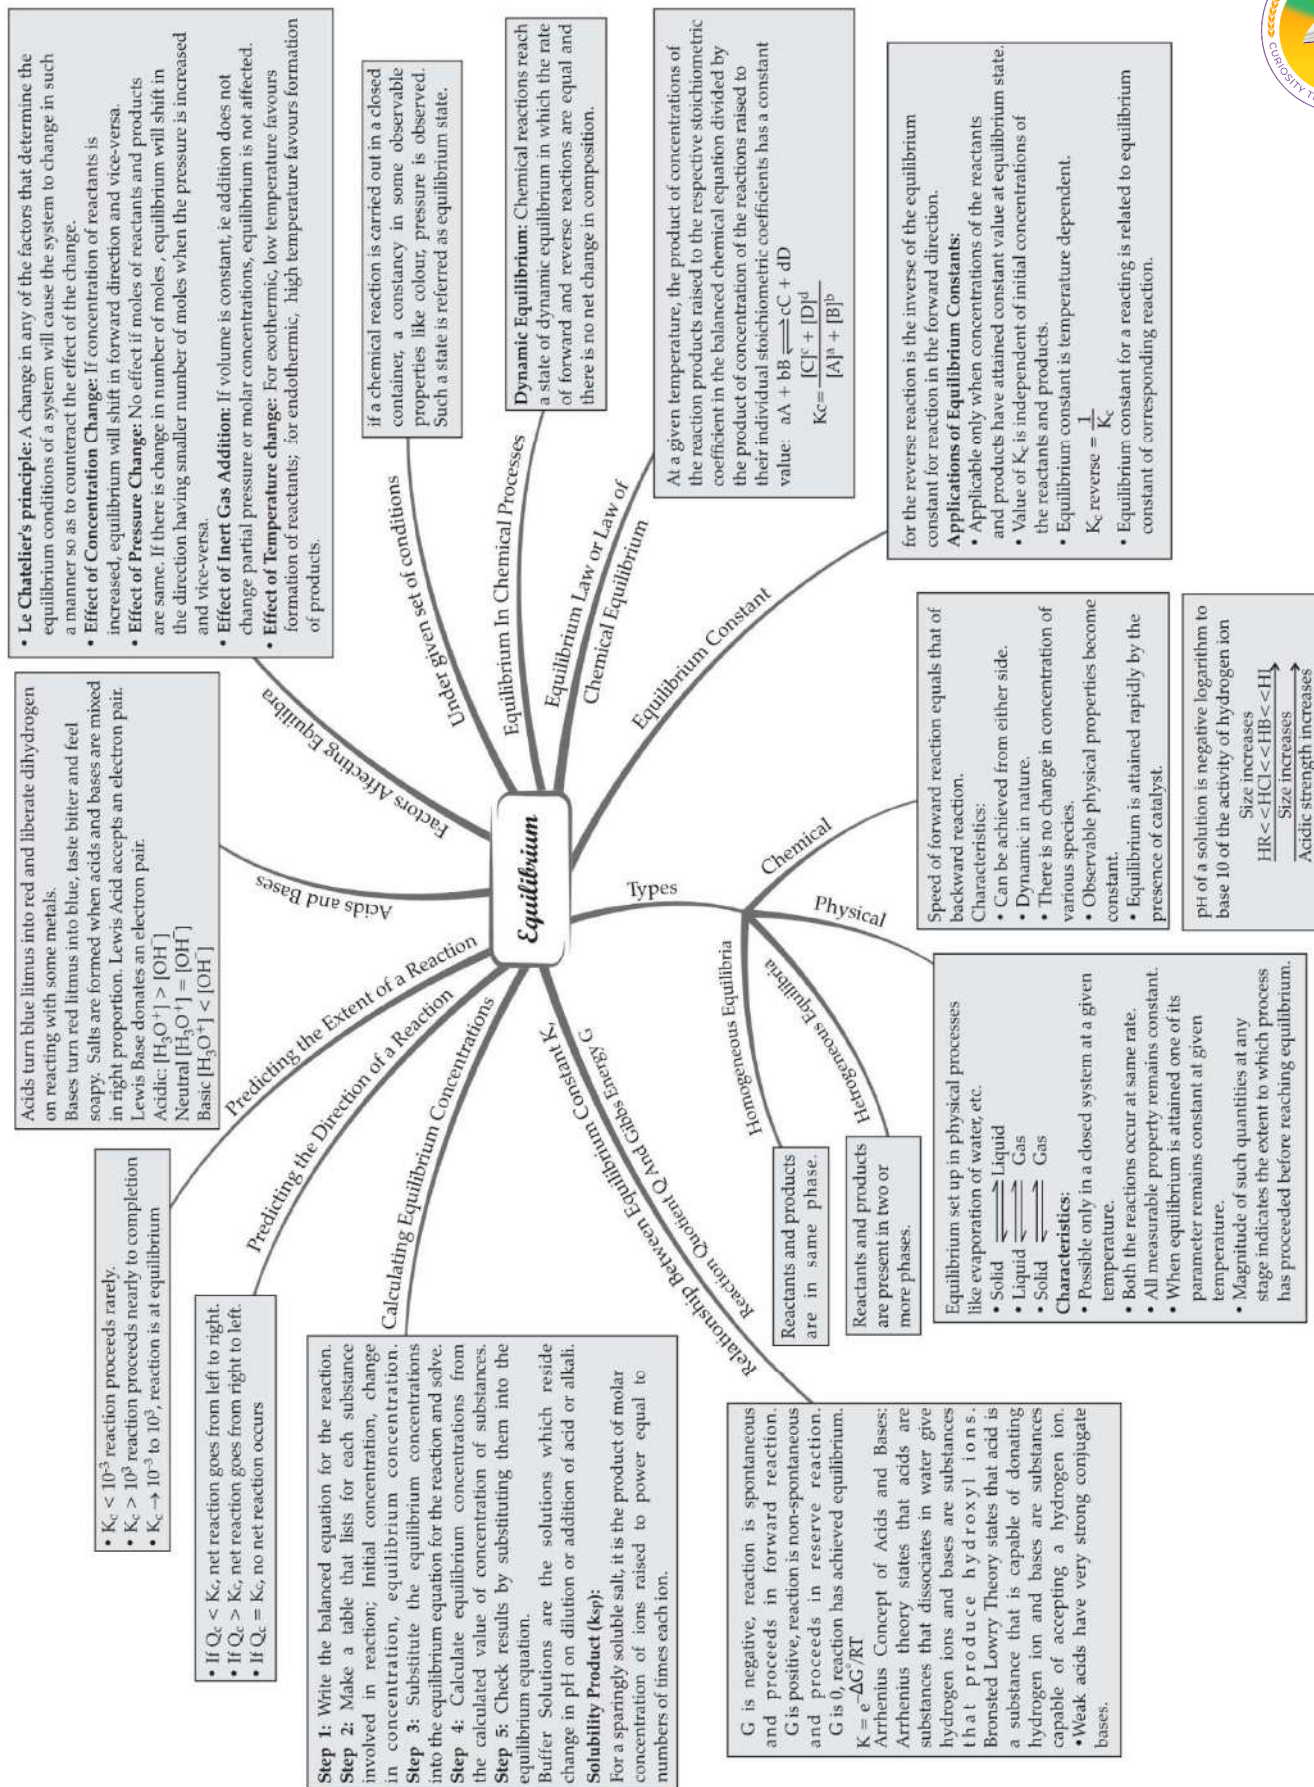 • Le Chatelier's principle: A change in any of the factors that determine the
equilibrium conditions of a system will cause the system to change in such
a manner so as to counteract the effect of the change.
• Effect of Concentration Change: If concentration of reactants is
increased, equilibrium will shift in forward direction and vice-versa.
• Effect of Pressure Change: No effect if moles of reactants and products
are same. If there is change in number of moles , equilibrium will shift in
the direction having smaller number of moles when the pressure is increased
and vice-versa.
• Effect of Inert Gas Addition: If volume is constant, ie addition does not
change partial pressure or molar concentrations, equilibrium is not affected.
• Effect of Temperature change: For exothermic, low temperature favours
formation of reactants; for endothermic, high temperature favours formation
of products.
Factors Affecting Equilibra
if a chemical reaction is carried out in a closed
container, a constancy in some observable
properties like colour, pressure is observed.
Such a state is referred as equilibrium state.
Under given set of conditions
Dynamic Equilibrium: Chemical reactions reach
a state of dynamic equilibrium in which the rate
of forward and reverse reactions are equal and
there is no net change in composition.
Equilibrium In Chemical Processes
At a given temperature, the product of concentrations of
the reaction products raised to the respective stoichiometric
coefficient in the balanced chemical equation divided by
the product of concentration of the reactions raised to
their individual stoichiometric coefficients has a constant
value: aA + bB ⇌ cC + dD
Kc= [C]ᶜ + [D]ᵈ / [A]ᵃ + [B]ᵇ
Equilibrium Law or Law of
Chemical Equilibrium
for the reverse reaction is the inverse of the equilibrium
constant for reaction in the forward direction.
Applications of Equilibrium Constants:
• Applicable only when concentrations of the reactants
and products have attained constant value at equilibrium state.
• Value of Kc is independent of initial concentrations of
the reactants and products.
• Equilibrium constant is temperature dependent.
Kc reverse = 1/Kc
• Equilibrium constant for a reacting is related to equilibrium
constant of corresponding reaction.
Equilibrium Constant
Acids turn blue litmus into red and liberate dihydrogen
on reacting with some metals.
Bases turn red litmus into blue, taste bitter and feel
soapy. Salts are formed when acids and bases are mixed
in right proportion. Lewis Acid accepts an electron pair.
Lewis Base donates an electron pair.
Acidic: [H₃O⁺] > [OH⁻]
Neutral [H₃O⁺] = [OH⁻]
Basic [H₃O⁺] < [OH⁻]
Acids and Bases
Equilibrium
Types
Chemical
Physical
Homogeneous Equilibria
Hetrogeneous Equilibria
Speed of forward reaction equals that of
backward reaction.
Characteristics:
• Can be achieved from either side.
• Dynamic in nature.
• There is no change in concentration of
various species.
• Observable physical properties become
constant.
• Equilibrium is attained rapidly by the
presence of catalyst.
pH of a solution is negative logarithm to
base 10 of the activity of hydrogen ion
Size increases
HR<<HCl<<HB<<HI
Size increases
Acidic strength increases
Equilibrium set up in physical processes
like evaporation of water, etc.
• Solid ⇌ Liquid
• Liquid ⇌ Gas
• Solid ⇌ Gas
Characteristics:
• Possible only in a closed system at a given
temperature.
• Both the reactions occur at same rate.
• All measurable property remains constant.
• When equilibrium is attained one of its
parameter remains constant at given
temperature.
• Magnitude of such quantities at any
stage indicates the extent to which process
has proceeded before reaching equilibrium.
Reactants and products
are in same phase.
Reactants and products
are present in two or
more phases.
• Kc < 10⁻³ reaction proceeds rarely.
• Kc > 10³ reaction proceeds nearly to completion
• Kc → 10⁻³ to 10³, reaction is at equilibrium
Predicting the Extent of a Reaction
• If Qc < Kc, net reaction goes from left to right.
• If Qc > Kc, net reaction goes from right to left.
• If Qc = Kc, no net reaction occurs
Predicting the Direction of a Reaction
Step 1: Write the balanced equation for the reaction.
Step 2: Make a table that lists for each substance
involved in reaction; Initial concentration, change
in concentration, equilibrium concentration.
Step 3: Substitute the equilibrium concentrations
into the equilibrium equation for the reaction and solve.
Step 4: Calculate equilibrium concentrations from
the calculated value of concentration of substances.
Step 5: Check results by substituting them into the
equilibrium equation.
Buffer Solutions are the solutions which reside
change in pH on dilution or addition of acid or alkali.
Solubility Product (ksp):
For a sparingly soluble salt, it is the product of molar
concentration of ions raised to power equal to
numbers of times each ion.
Calculating Equilibrium Concentrations
Relationship Between Equilibrium Constant K,
Reaction Quotient Q And Gibbs Energy G
G is negative, reaction is spontaneous
and proceeds in forward reaction.
G is positive, reaction is non-spontaneous
and proceeds in reserve reaction.
G is 0, reaction has achieved equilibrium.
K = e⁻ΔG°/RT
Arrhenius Concept of Acids and Bases:
Arrhenius theory states that acids are
substances that dissociates in water give
hydrogen ions and bases are substances
that produce hydroxyl ions.
Bronsted Lowry Theory states that acid is
a substance that is capable of donating
hydrogen ion and bases are substances
capable of accepting a hydrogen ion.
•Weak acids have very strong conjugate
bases.
CURIOSITY